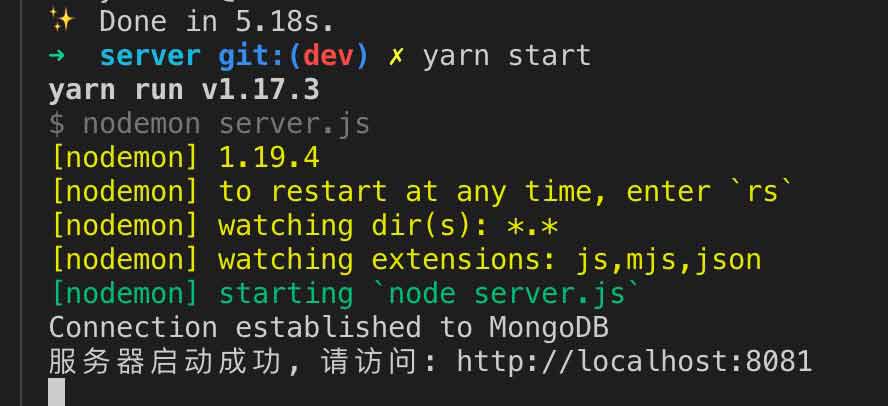 ✨ Done in 5.18s.
➜ server git:(dev) ✗ yarn start
yarn run v1.17.3
$ nodemon server.js
[nodemon] 1.19.4
[nodemon] to restart at any time, enter `rs`
[nodemon] watching dir(s): *.*
[nodemon] watching extensions: js,mjs,json
[nodemon] starting `node server.js`
Connection established to MongoDB
服务器启动成功, 请访问: http://localhost:8081